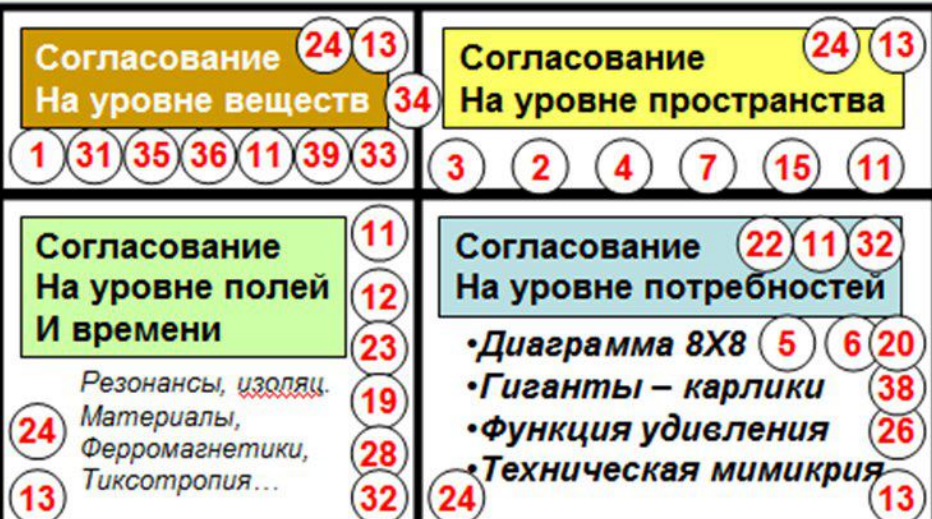 Согласование 24 13
На уровне веществ 34
1 31 35 36 11 39 33
Согласование 24 13
На уровне пространства
3 2 4 7 15 11
Согласование 11
На уровне полей 12
И времени 23
Резонансы, изоляц. 19
Материалы, 24
Ферромагнетики, 28
Тиксотропия… 13 32
Согласование 22 11 32
На уровне потребностей
•Диаграмма 8Х8 5 6 20
•Гиганты – карлики 38
•Функция удивления 26
•Техническая мимикрия
24 13